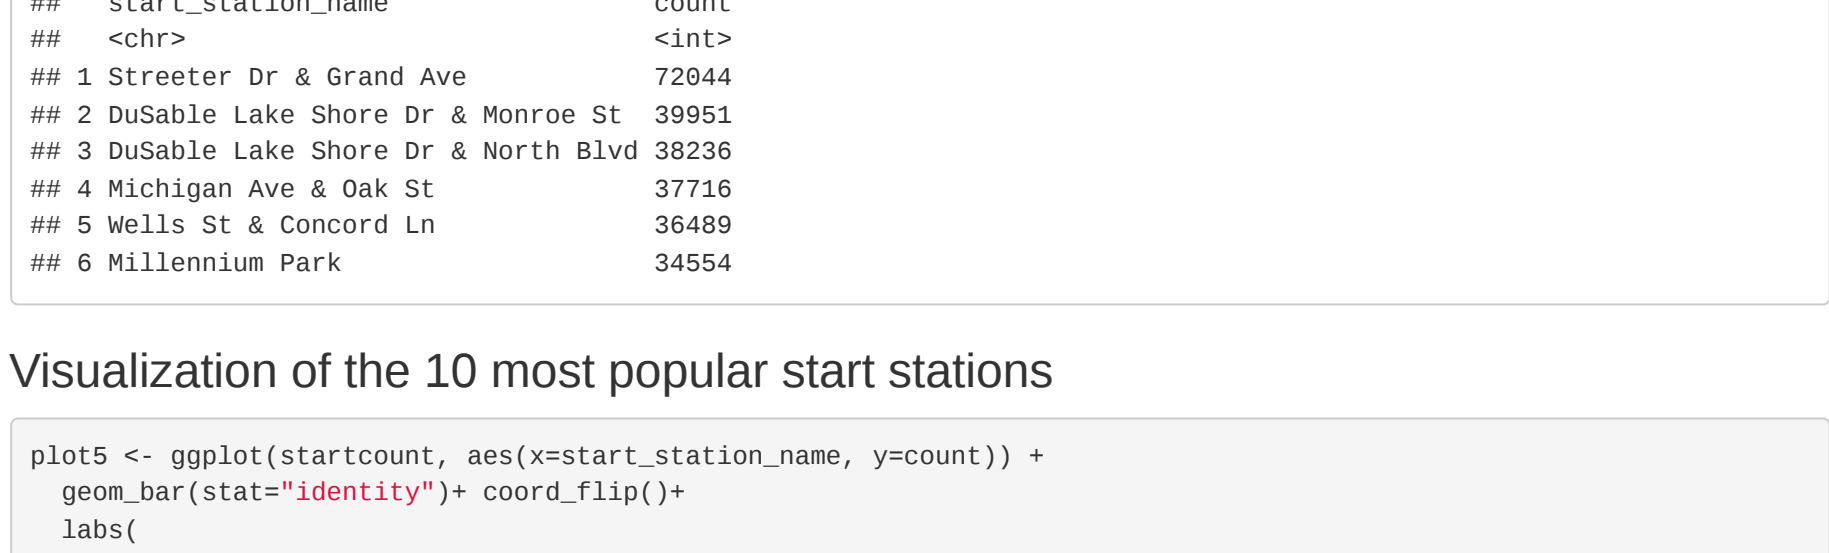 ##   start_station_name                 count
##   <chr>                              <int>
## 1 Streeter Dr & Grand Ave            72044
## 2 DuSable Lake Shore Dr & Monroe St  39951
## 3 DuSable Lake Shore Dr & North Blvd 38236
## 4 Michigan Ave & Oak St              37716
## 5 Wells St & Concord Ln              36489
## 6 Millennium Park                    34554
Visualization of the 10 most popular start stations
plot5 <- ggplot(startcount, aes(x=start_station_name, y=count)) +
  geom_bar(stat="identity")+ coord_flip()+
  labs(